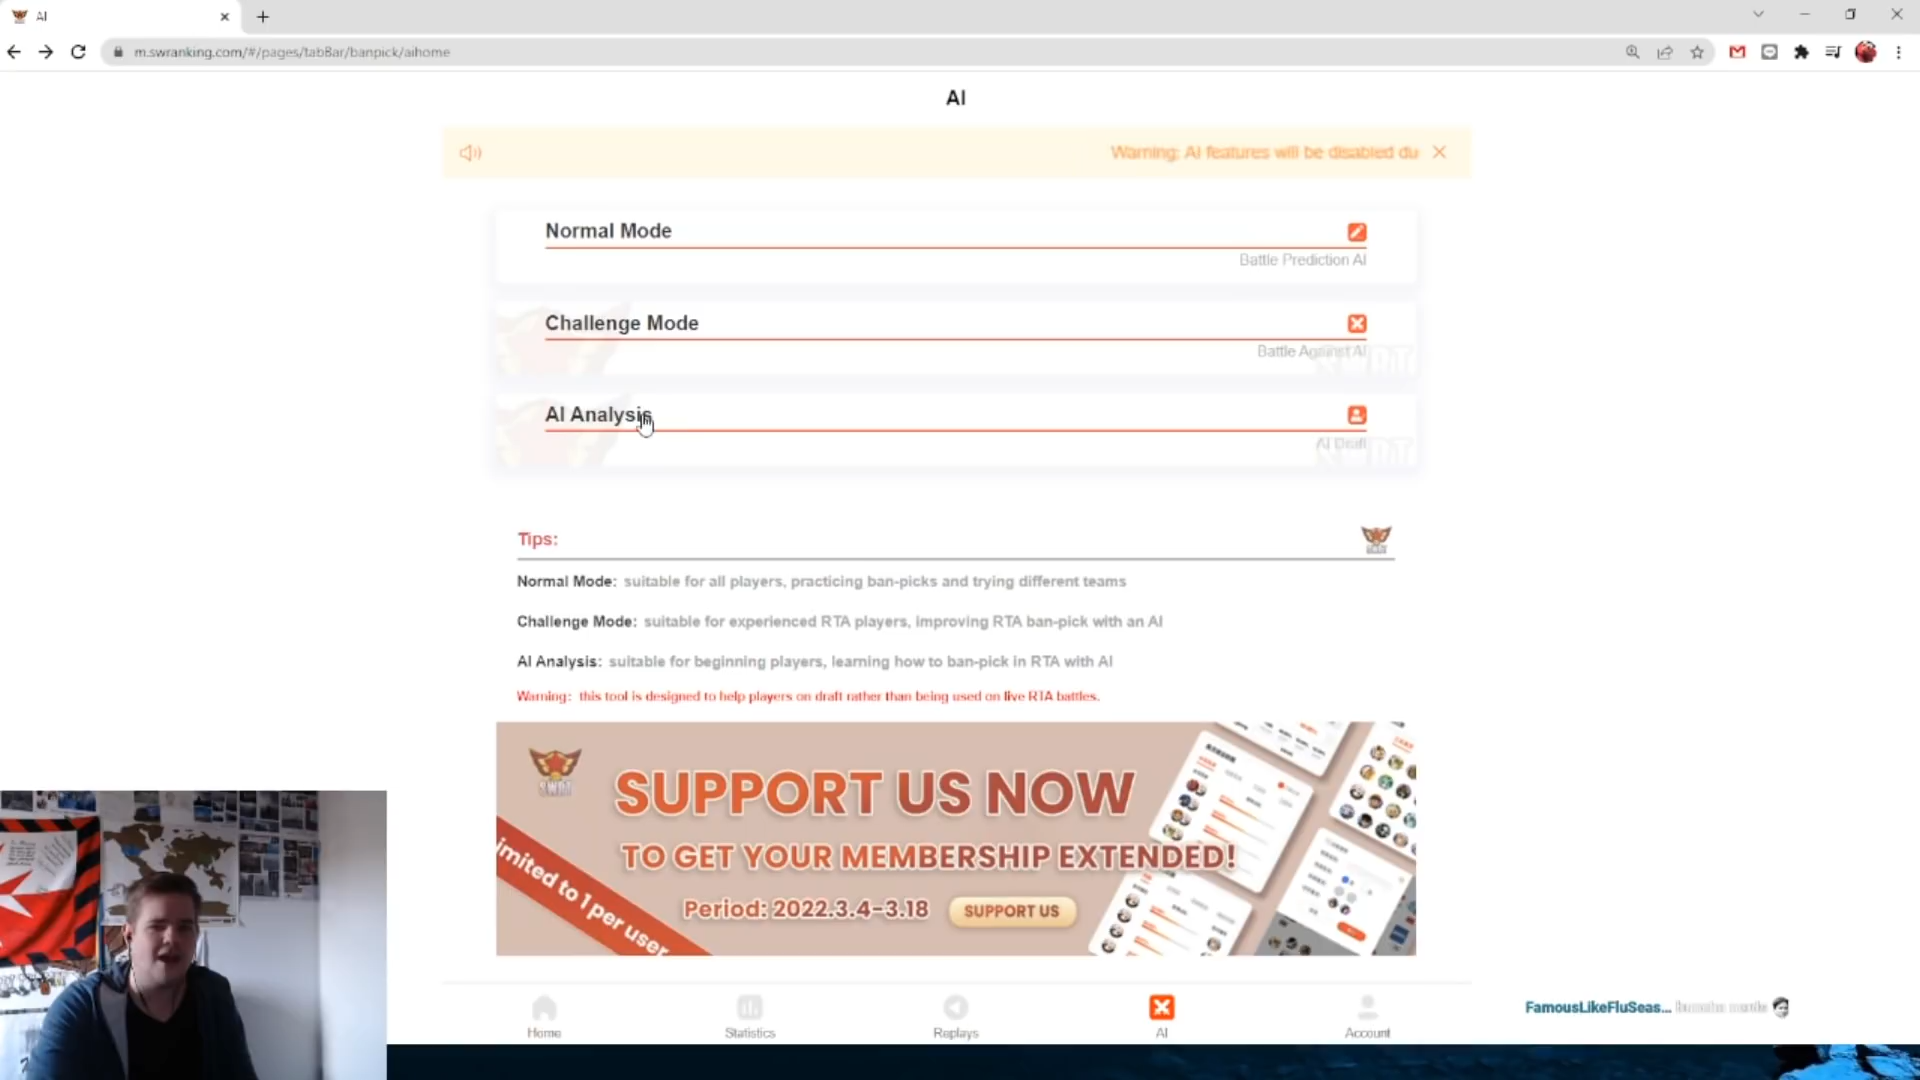 AI
m.swranking.com/#/pages/tabBar/banpick/aihome
AI
Warning: AI features will be disabled du
Normal Mode
Battle Prediction AI
Challenge Mode
Battle Against AI
AI Analysis
AI Draft
Tips:
Normal Mode: suitable for all players, practicing ban-picks and trying different teams
Challenge Mode: suitable for experienced RTA players, improving RTA ban-pick with an AI
AI Analysis: suitable for beginning players, learning how to ban-pick in RTA with AI
Warning: this tool is designed to help players on draft rather than being used on live RTA battles.
SWRT
SUPPORT US NOW
TO GET YOUR MEMBERSHIP EXTENDED!
imited to 1 per user
Period: 2022.3.4-3.18
SUPPORT US
Home
Statistics
Replays
AI
Account
FamousLikeFluSeas...